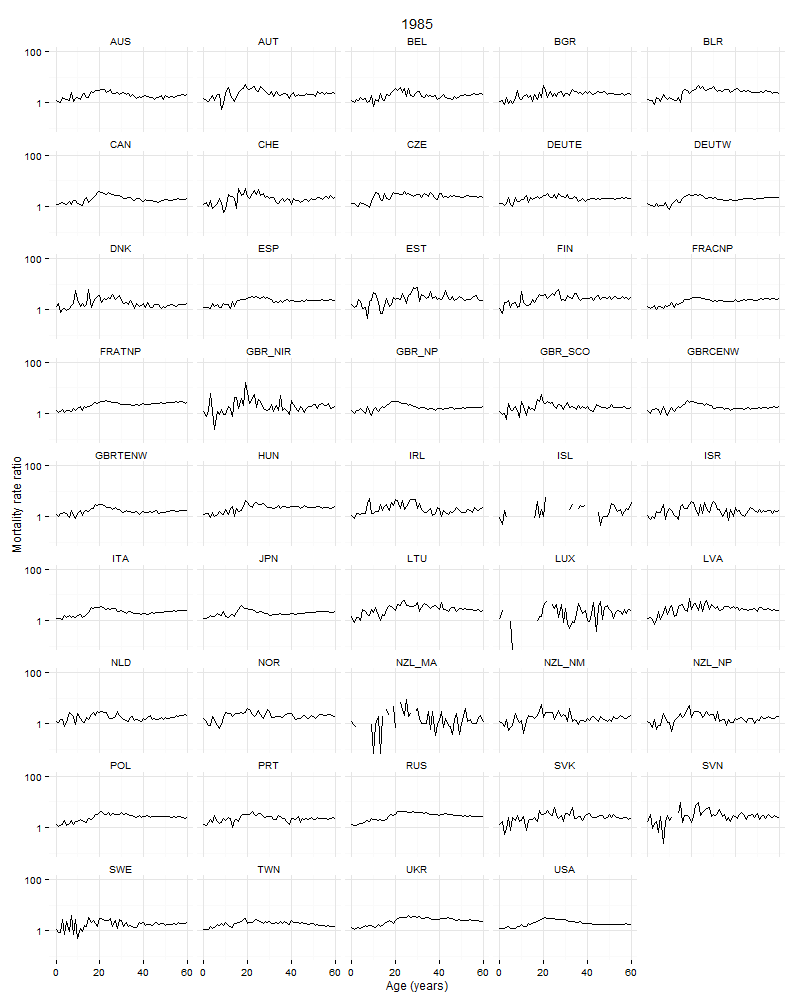 1985
AUS AUT BEL BGR BLR
100
1
CAN CHE CZE DEUTE DEUTW
100
1
DNK ESP EST FIN FRACNP
100
1
FRATNP GBR_NIR GBR_NP GBR_SCO GBRCENW
100
1
GBRTENW HUN IRL ISL ISR
100
1
ITA JPN LTU LUX LVA
100
1
NLD NOR NZL_MA NZL_NM NZL_NP
100
1
POL PRT RUS SVK SVN
100
1
SWE TWN UKR USA
100
1
0 20 40 60 0 20 40 60 0 20 40 60 0 20 40 60
Age (years)
Mortality rate ratio